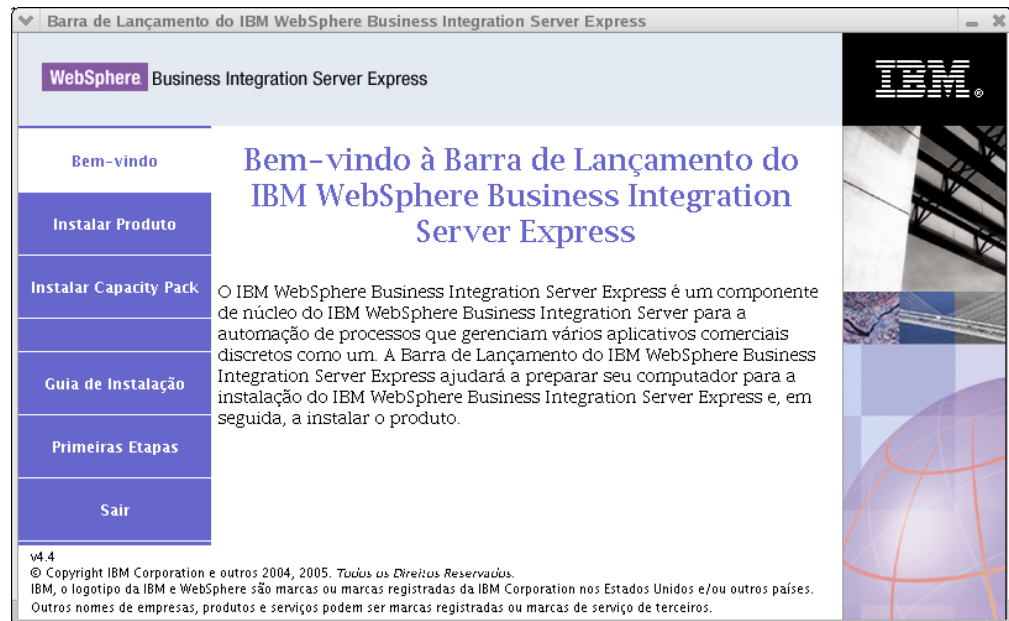 Barra de Lançamento do IBM WebSphere Business Integration Server Express
WebSphere. Business Integration Server Express
IBM®
Bem-vindo
Instalar Produto
Instalar Capacity Pack
Guia de Instalação
Primeiras Etapas
Sair
Bem-vindo à Barra de Lançamento do
IBM WebSphere Business Integration
Server Express
O IBM WebSphere Business Integration Server Express é um componente
de núcleo do IBM WebSphere Business Integration Server para a
automação de processos que gerenciam vários aplicativos comerciais
discretos como um. A Barra de Lançamento do IBM WebSphere Business
Integration Server Express ajudará a preparar seu computador para a
instalação do IBM WebSphere Business Integration Server Express e, em
seguida, a instalar o produto.
v4.4
© Copyright IBM Corporation e outros 2004, 2005. Todos os Direitos Reservados.
IBM, o logotipo da IBM e WebSphere são marcas ou marcas registradas da IBM Corporation nos Estados Unidos e/ou outros países.
Outros nomes de empresas, produtos e serviços podem ser marcas registradas ou marcas de serviço de terceiros.